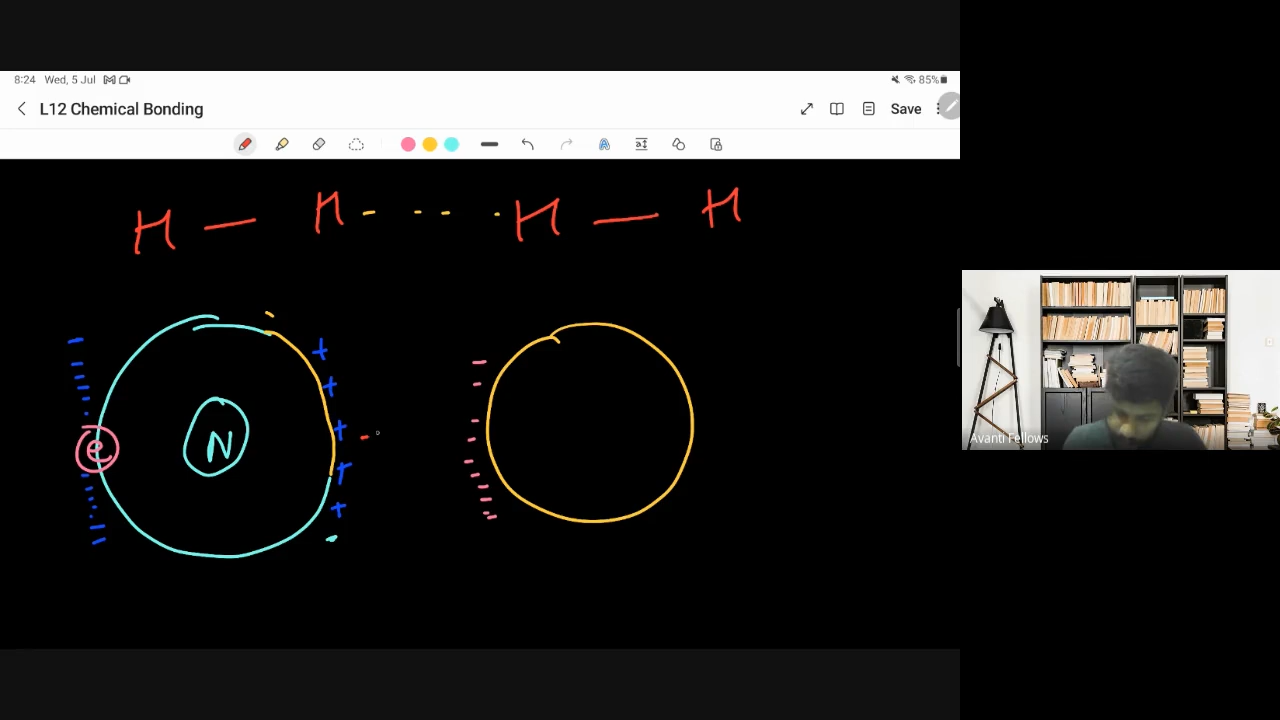 8:24 Wed, 5 Jul 85%
L12 Chemical Bonding Save
H — H - - - - H — H
+
+
e N + -
+
+
Avanti Fellows